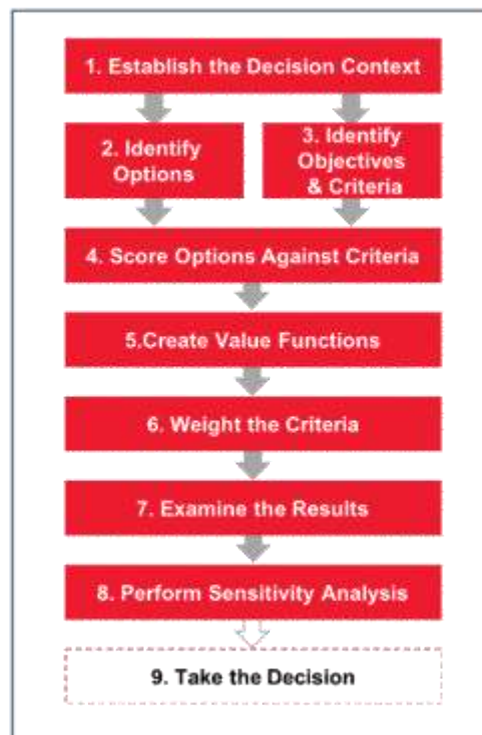 1. Establish the Decision Context
2. Identify
Options
3. Identify
Objectives
& Criteria
4. Score Options Against Criteria
5.Create Value Functions
6. Weight the Criteria
7. Examine the Results
8. Perform Sensitivity Analysis
9. Take the Decision